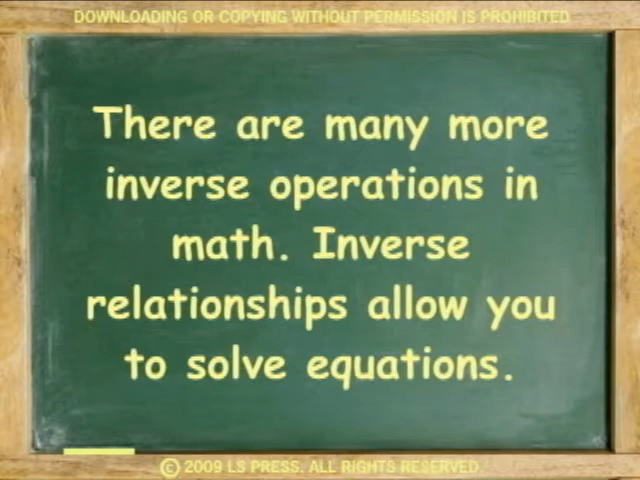 DOWNLOADING OR COPYING WITHOUT PERMISSION IS PROHIBITED
There are many more
inverse operations in
math. Inverse
relationships allow you
to solve equations.
© 2009 LS PRESS. ALL RIGHTS RESERVED.